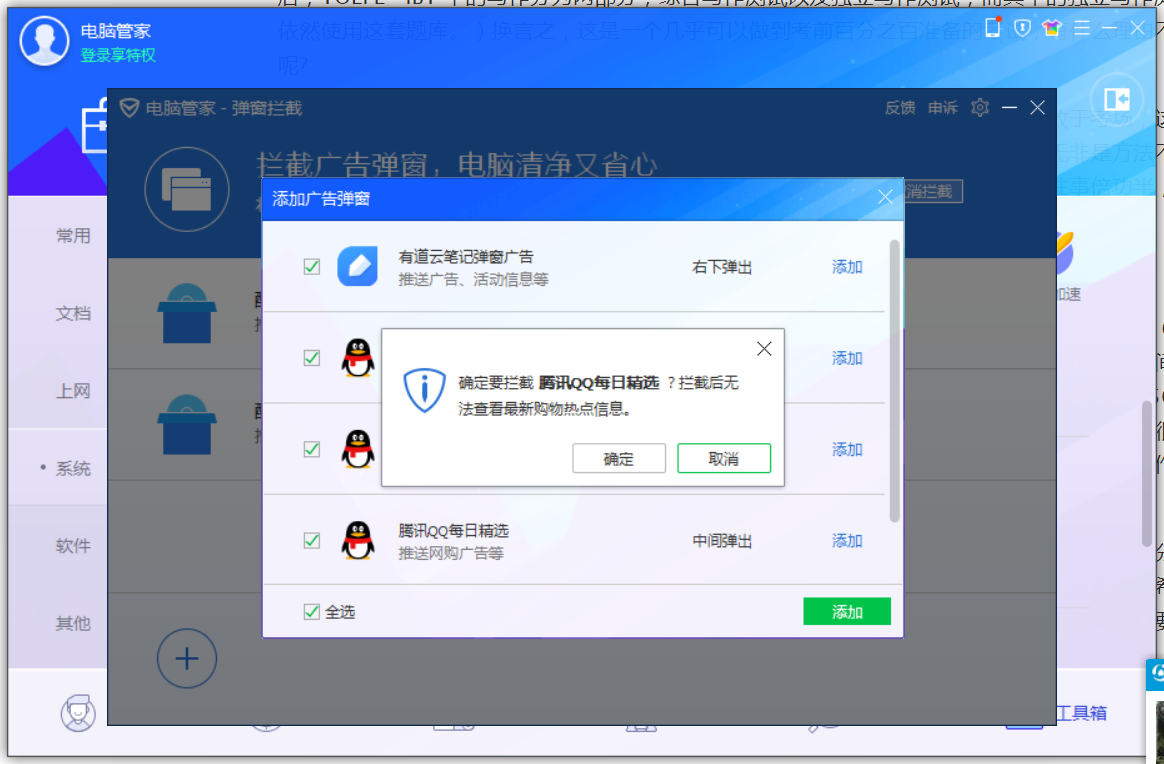 依然使用这套题库。）换言之，这是一个几乎可以做到考前百分之百准备的
呢?
电脑管家
登录享特权
电脑管家 - 弹窗拦截
反馈 申诉
拦截广告弹窗，电脑清净又省心
消拦截
添加广告弹窗
常用
文档
上网
系统
软件
其他
有道云笔记弹窗广告
推送广告、活动信息等
右下弹出
添加
添加
确定要拦截 腾讯QQ每日精选 ？拦截后无
法查看最新购物热点信息。
确定
取消
添加
腾讯QQ每日精选
推送网购广告等
中间弹出
添加
全选
添加
加速
工具箱